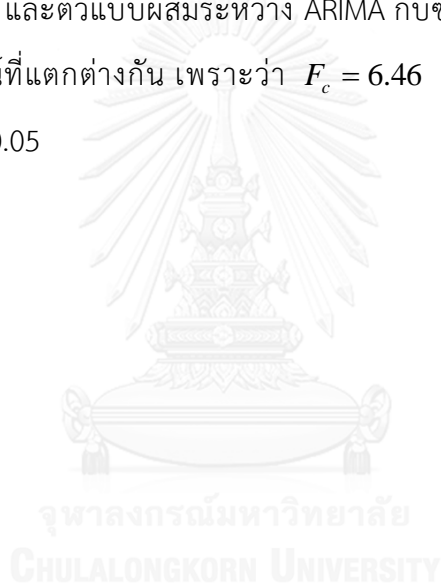 และตัวแบบผสมระหว่าง ARIMA กับ
ที่แตกต่างกัน เพราะว่า F_c = 6.46
.05
จุฬาลงกรณ์มหาวิทยาลัย
CHULALONGKORN UNIVERSITY